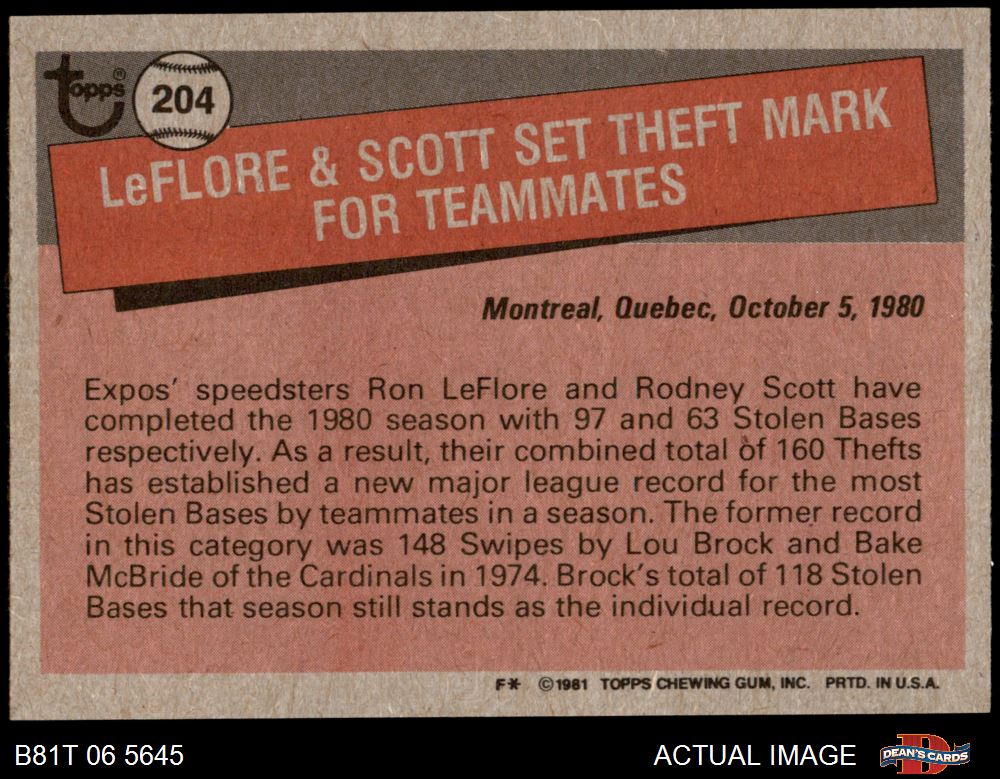 topps®
204
LeFLORE & SCOTT SET THEFT MARK
FOR TEAMMATES
Montreal, Quebec, October 5, 1980
Expos' speedsters Ron LeFlore and Rodney Scott have
completed the 1980 season with 97 and 63 Stolen Bases
respectively. As a result, their combined total of 160 Thefts
has established a new major league record for the most
Stolen Bases by teammates in a season. The former record
in this category was 148 Swipes by Lou Brock and Bake
McBride of the Cardinals in 1974. Brock's total of 118 Stolen
Bases that season still stands as the individual record.
F* ©1981 TOPPS CHEWING GUM, INC. PRTD. IN U.S.A.
B81T 06 5645
ACTUAL IMAGE
DEAN'S CARDS